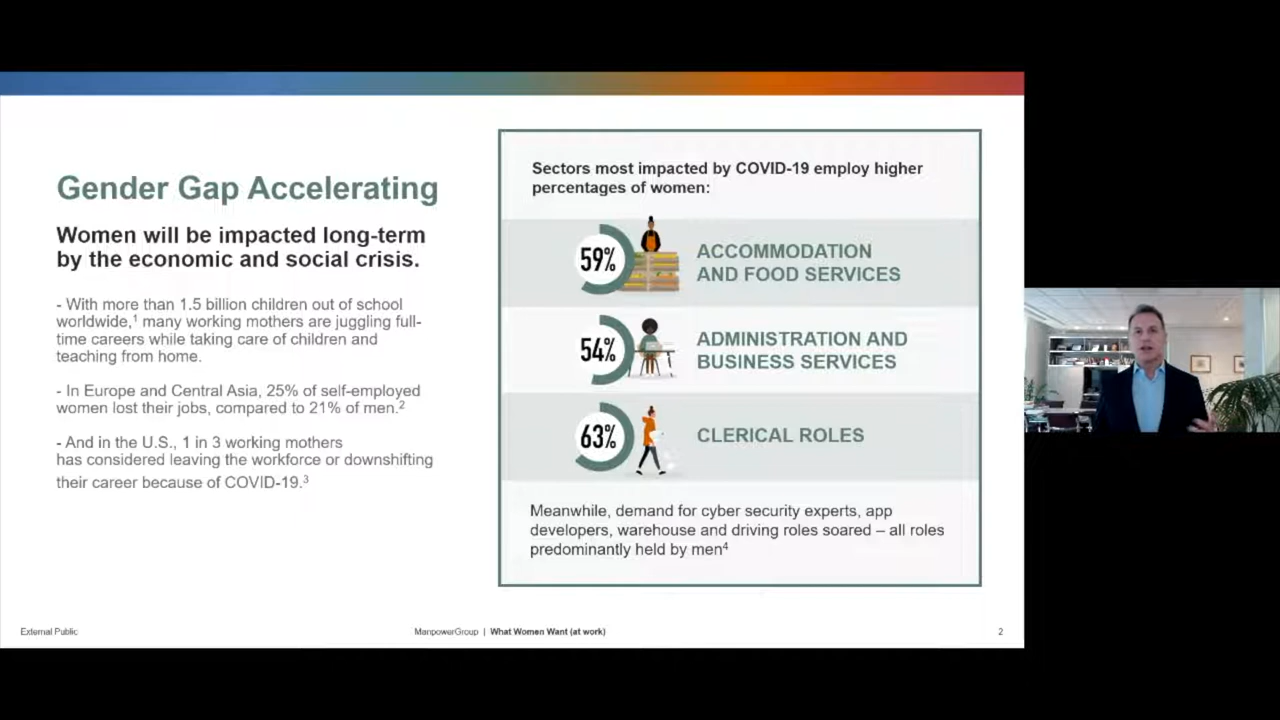 Gender Gap Accelerating
Women will be impacted long-term
by the economic and social crisis.
- With more than 1.5 billion children out of school
worldwide,¹ many working mothers are juggling full-
time careers while taking care of children and
teaching from home.
- In Europe and Central Asia, 25% of self-employed
women lost their jobs, compared to 21% of men.²
- And in the U.S., 1 in 3 working mothers
has considered leaving the workforce or downshifting
their career because of COVID-19.³
Sectors most impacted by COVID-19 employ higher
percentages of women:
59%
ACCOMMODATION
AND FOOD SERVICES
54%
ADMINISTRATION AND
BUSINESS SERVICES
63%
CLERICAL ROLES
Meanwhile, demand for cyber security experts, app
developers, warehouse and driving roles soared – all roles
predominantly held by men⁴
External Public
ManpowerGroup | What Women Want (at work)
2